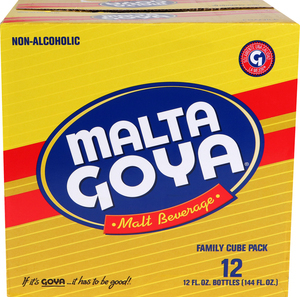 NON-ALCOHOLIC
G
MALTA
GOYA®
• Malt Beverage •
FAMILY CUBE PACK
12
12 FL. OZ. BOTTLES (144 FL. OZ.)
If it's GOYA ...it has to be good!®